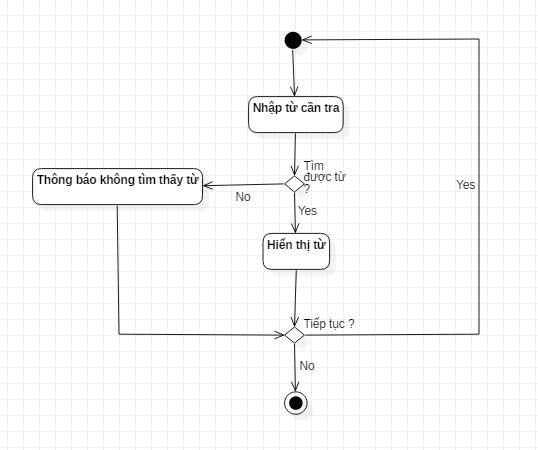 Nhập từ cần tra
Tìm
được từ
?
Yes
Thông báo không tìm thấy từ
No
Yes
Hiển thị từ
Tiếp tục ?
No